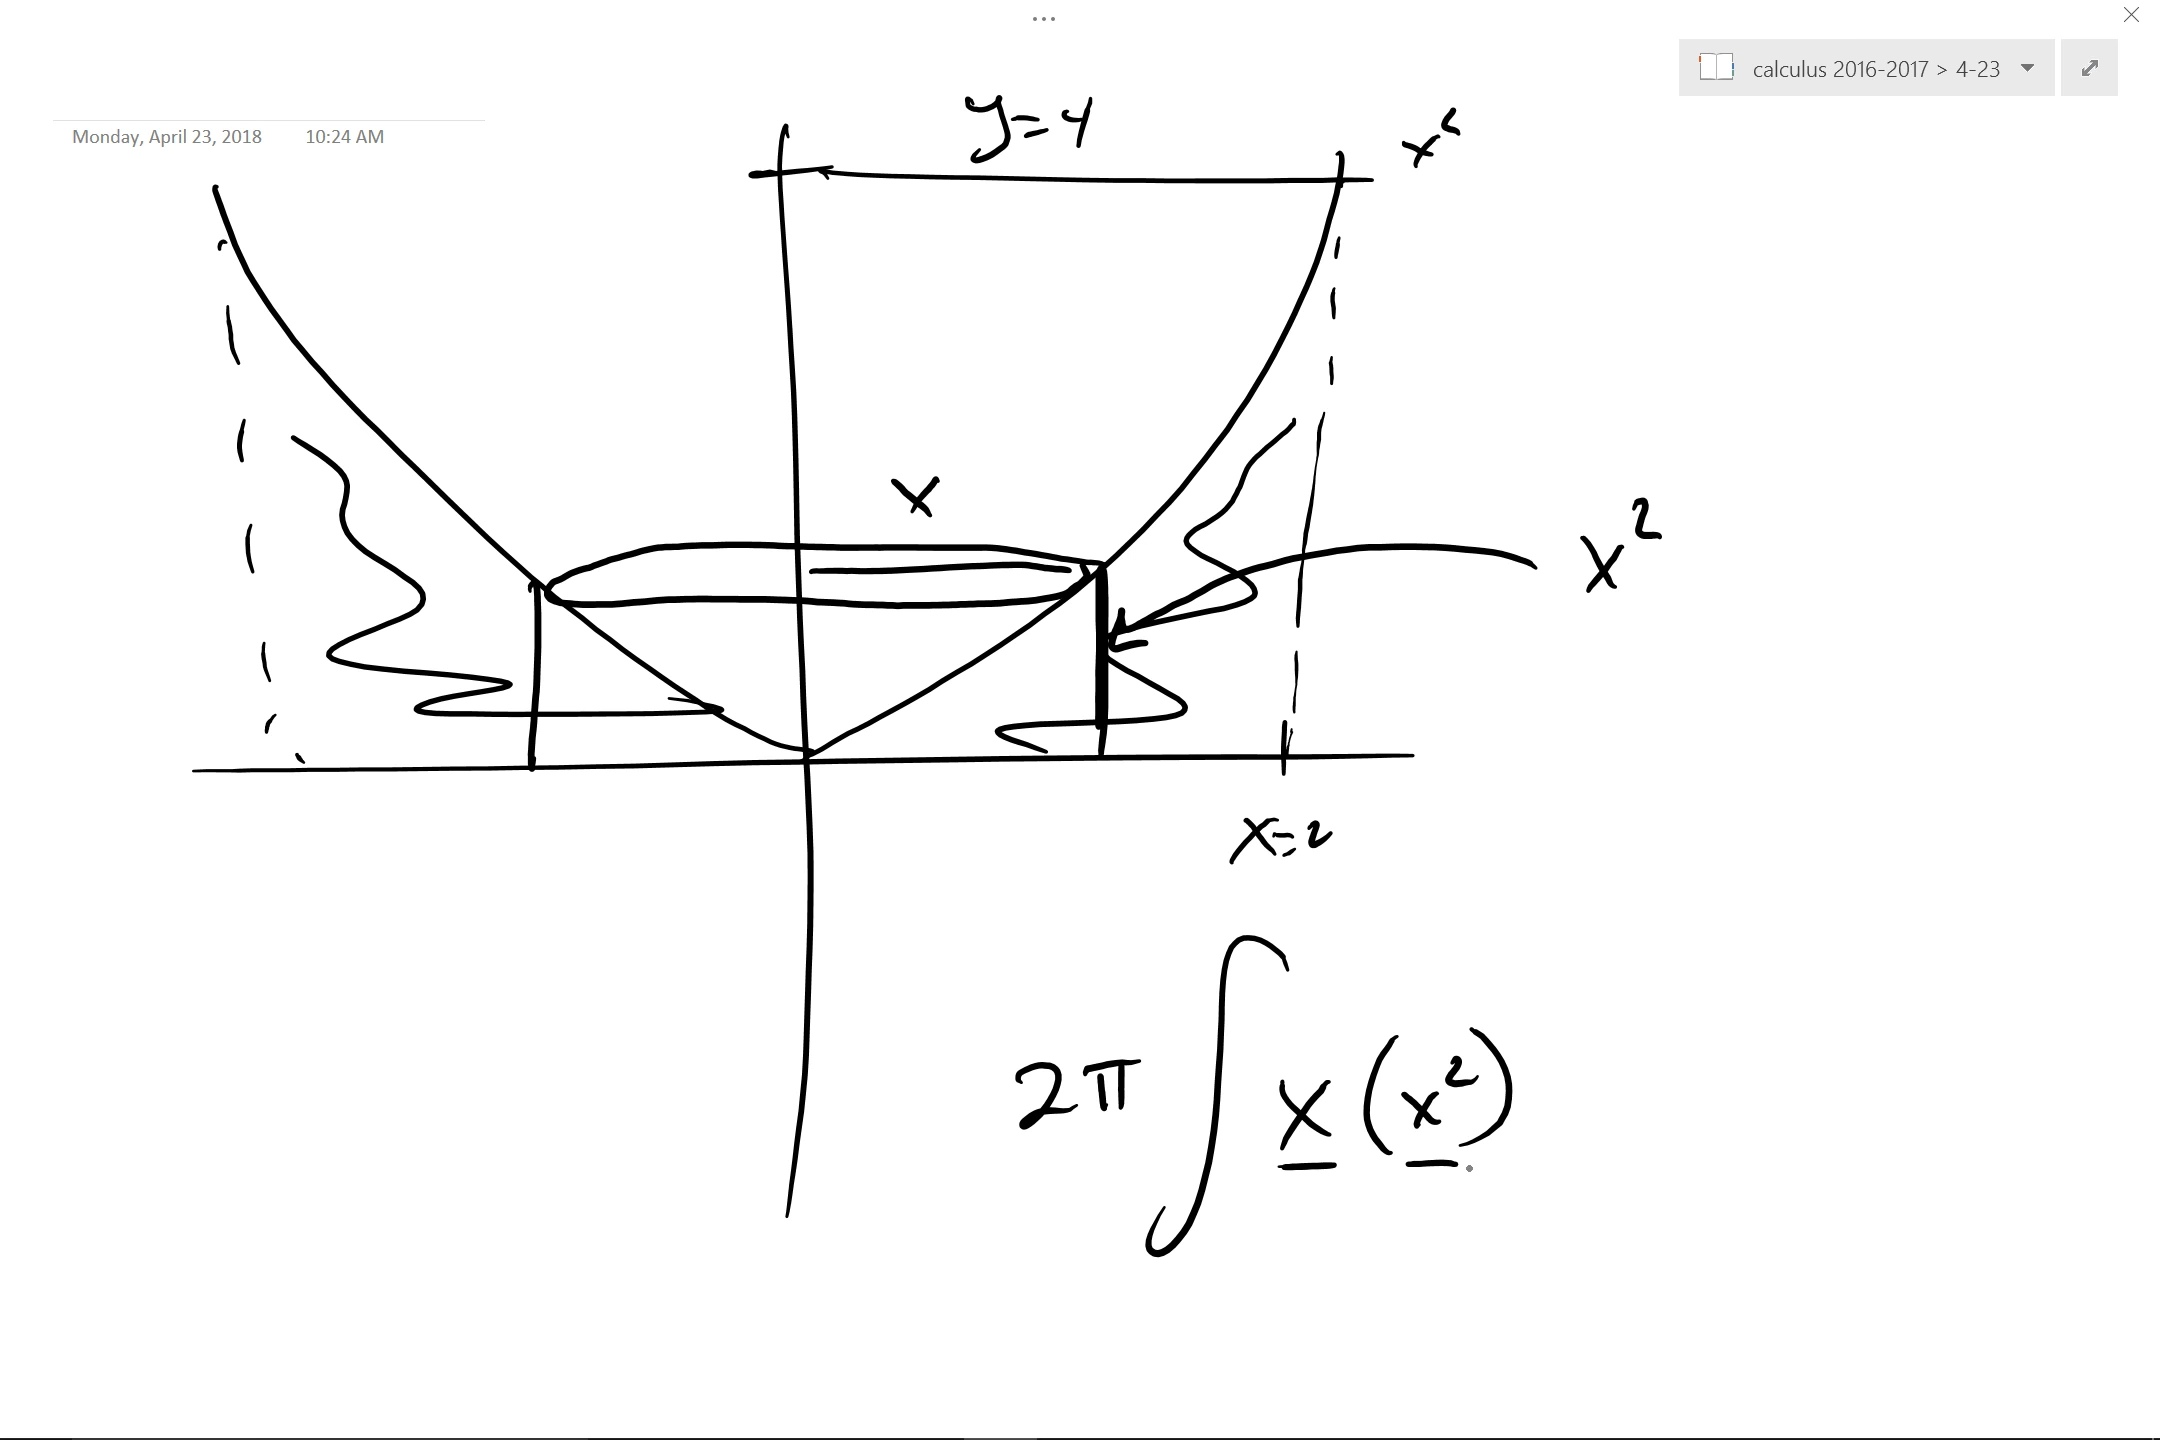 calculus 2016-2017 > 4-23
Monday, April 23, 2018 10:24 AM
y=4
x²
x
x²
x=2
2π∫x(x²)